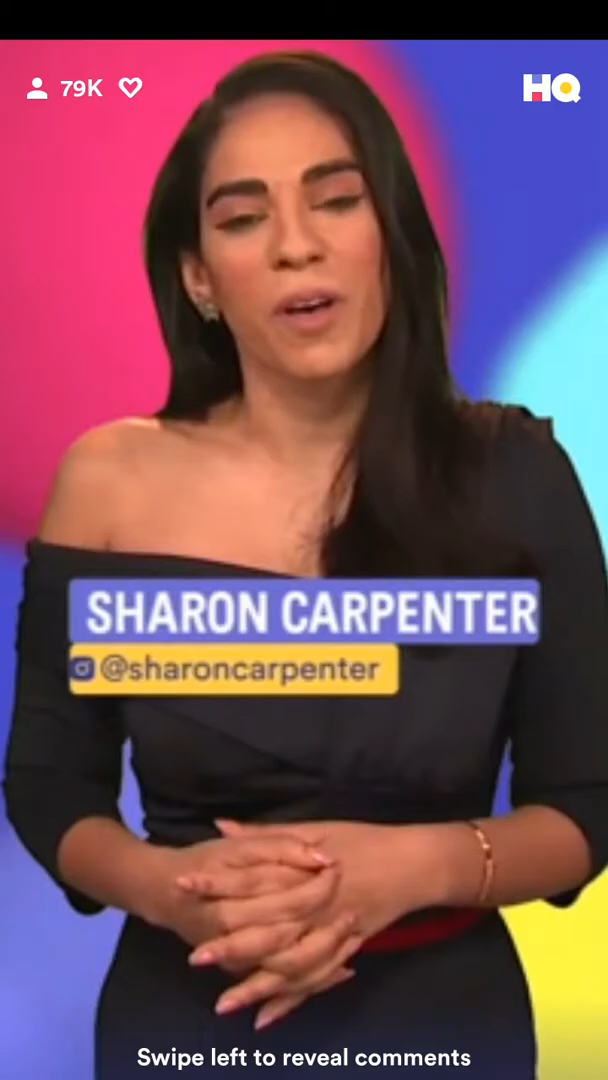 79K
HQ
SHARON CARPENTER
@sharoncarpenter
Swipe left to reveal comments